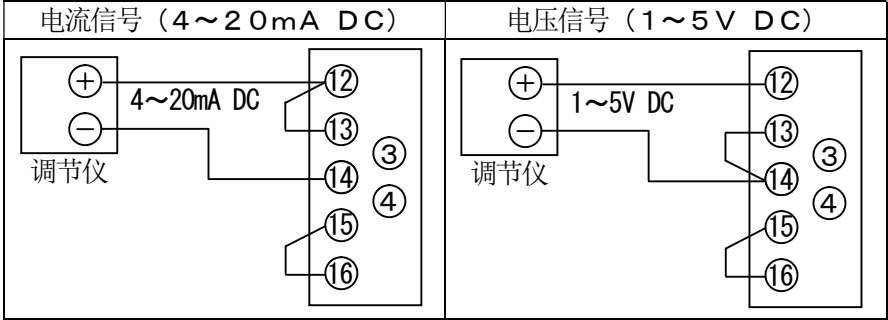 电流信号（4～20mA DC）
⊕ 4～20mA DC ⑫
⊖ ⑬
③
调节仪 ⑭
④
⑮
⑯
电压信号（1～5V DC）
⊕ 1～5V DC ⑫
⊖ ⑬
③
调节仪 ⑭
④
⑮
⑯